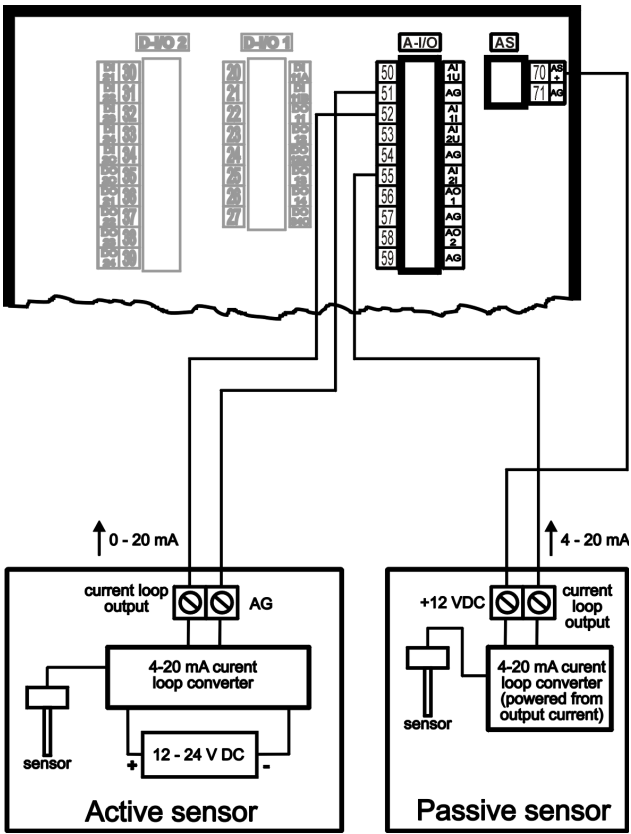 D-I/O 2
D-I/O 1
A-I/O
AS
30
31
32
33
34
35
36
37
38
39
20
21
22
23
24
25
26
27
50 AI 1U
51 AG
52 AI 1I
53 AI 2U
54 AG
55 AI 2I
56 AO 1
57 AG
58 AO 2
59 AG
70 AS +
71 AG
0 - 20 mA
4 - 20 mA
current loop
output
AG
+12 VDC
current
loop
output
4-20 mA curent
loop converter
4-20 mA curent
loop converter
(powered from
output current)
sensor
sensor
+ 12 - 24 V DC -
Active sensor
Passive sensor